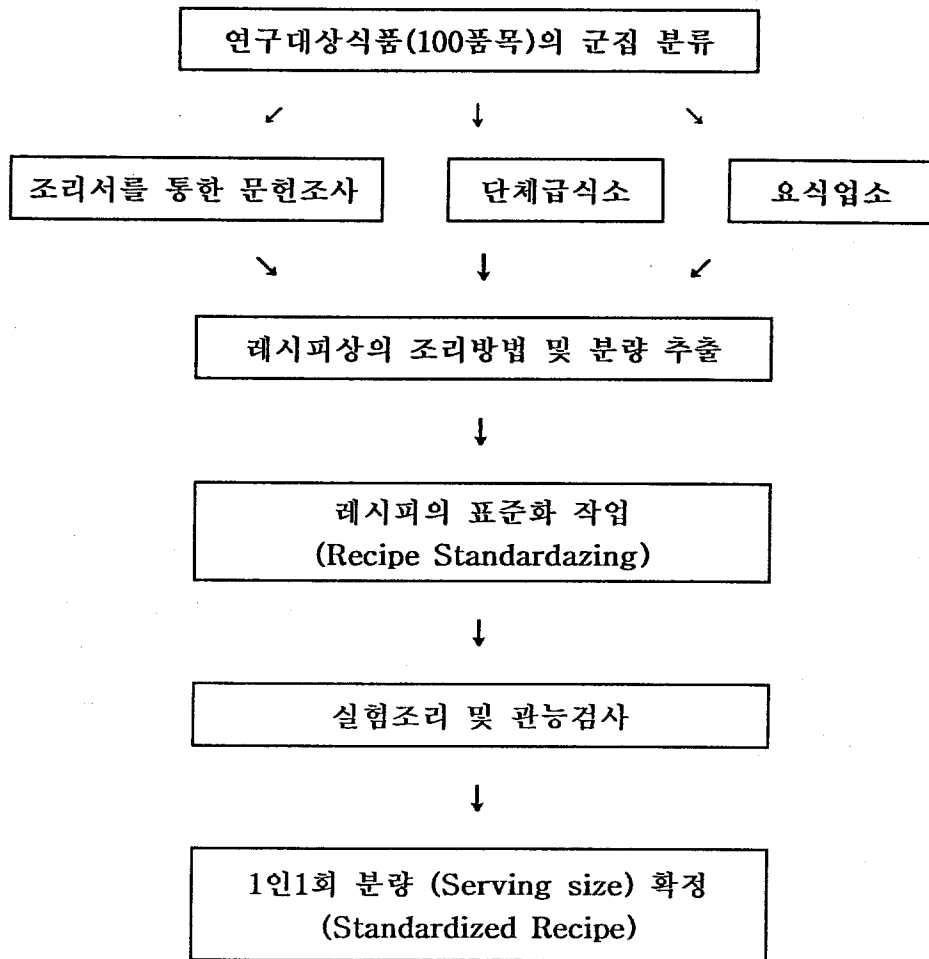 연구대상식품(100품목)의 군집 분류
↙ ↓ ↘
조리서를 통한 문헌조사 단체급식소 요식업소
↘ ↓ ↙
레시피상의 조리방법 및 분량 추출
↓
레시피의 표준화 작업
(Recipe Standardazing)
↓
실험조리 및 관능검사
↓
1인1회 분량 (Serving size) 확정
(Standardized Recipe)